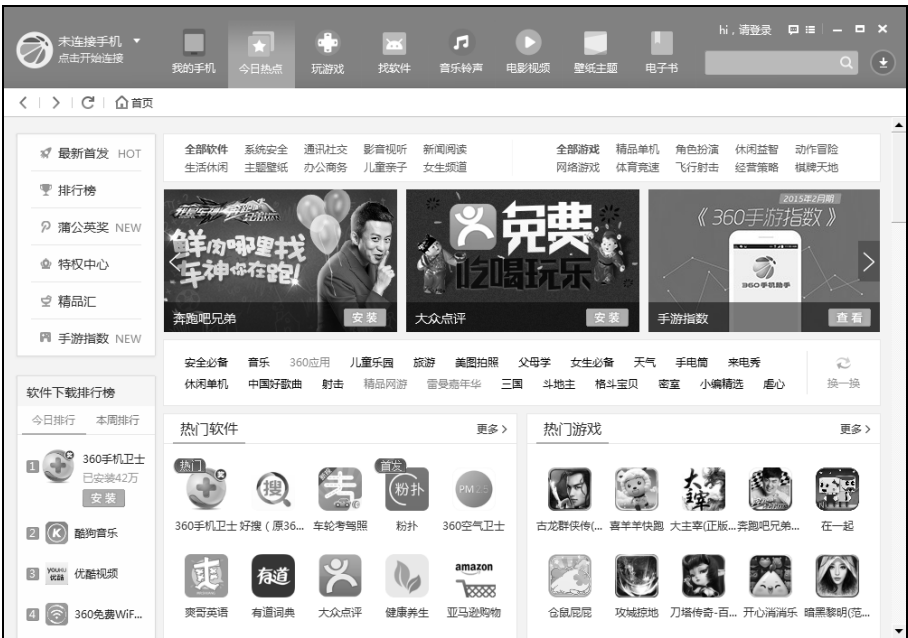 未连接手机
点击开始连接
我的手机 今日热点 玩游戏 找软件 音乐铃声 电影视频 壁纸主题 电子书
hi，请登录
首页
最新首发 HOT
排行榜
蒲公英奖 NEW
特权中心
精品汇
手游指数 NEW
全部软件 系统安全 通讯社交 影音视听 新闻阅读
生活休闲 主题壁纸 办公商务 儿童亲子 女生频道
全部游戏 精品单机 角色扮演 休闲益智 动作冒险
网络游戏 体育竞速 飞行射击 经营策略 棋牌天地
鲜肉哪里找
车神你在跑!
奔跑吧兄弟 安装
免费
吃喝玩乐
大众点评 安装
2015年2月期
《360手游指数》
360手机助手
手游指数 查看
安全必备 音乐 360应用 儿童乐园 旅游 美图拍照 父母学 女生必备 天气 手电筒 来电秀
休闲单机 中国好歌曲 射击 精品网游 雷曼嘉年华 三国 斗地主 格斗宝贝 密室 小编精选 虐心
换一换
软件下载排行榜
今日排行 本周排行
1 360手机卫士
已安装42万
安装
2 酷狗音乐
3 YOUKU 优酷 优酷视频
4 360免费WiF...
热门软件 更多
热门 搜 考 首发 粉扑 PM2.5
360手机卫士 好搜（原36... 车轮考驾照 粉扑 360空气卫士
爽 有道 amazon
爽哥英语 有道词典 大众点评 健康养生 亚马逊购物
热门游戏 更多
大主宰
古龙群侠传(... 喜羊羊快跑 大主宰(正版... 奔跑吧兄弟... 在一起
仓鼠屁屁 攻城掠地 刀塔传奇-百... 开心消消乐 暗黑黎明(范...